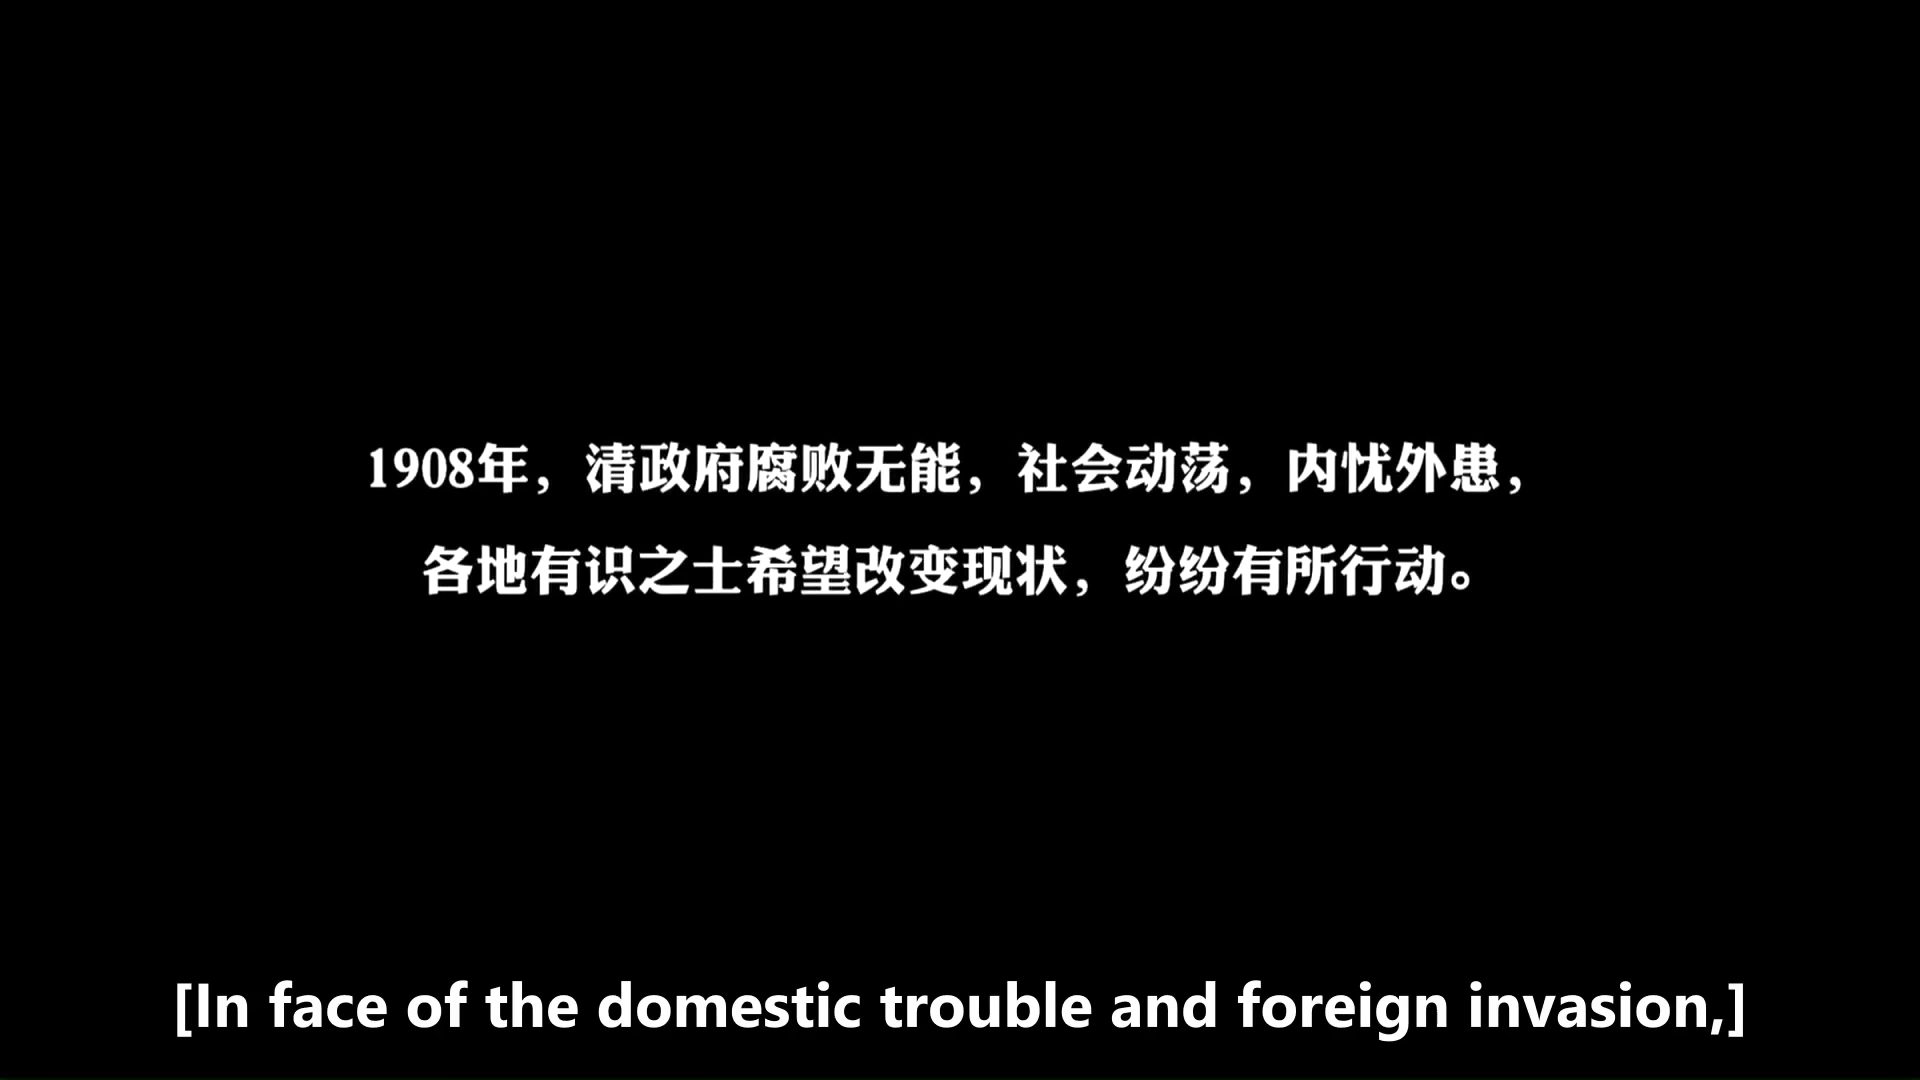 1908年，清政府腐败无能，社会动荡，内忧外患，
各地有识之士希望改变现状，纷纷有所行动。
[In face of the domestic trouble and foreign invasion,]